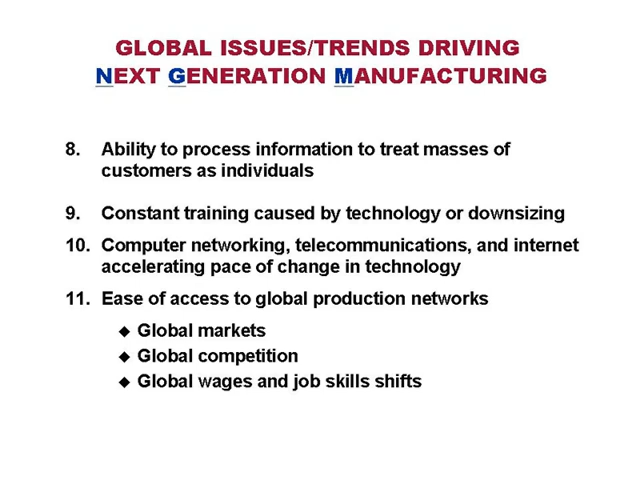 GLOBAL ISSUES/TRENDS DRIVING
NEXT GENERATION MANUFACTURING
8. Ability to process information to treat masses of
customers as individuals
9. Constant training caused by technology or downsizing
10. Computer networking, telecommunications, and internet
accelerating pace of change in technology
11. Ease of access to global production networks
◆ Global markets
◆ Global competition
◆ Global wages and job skills shifts